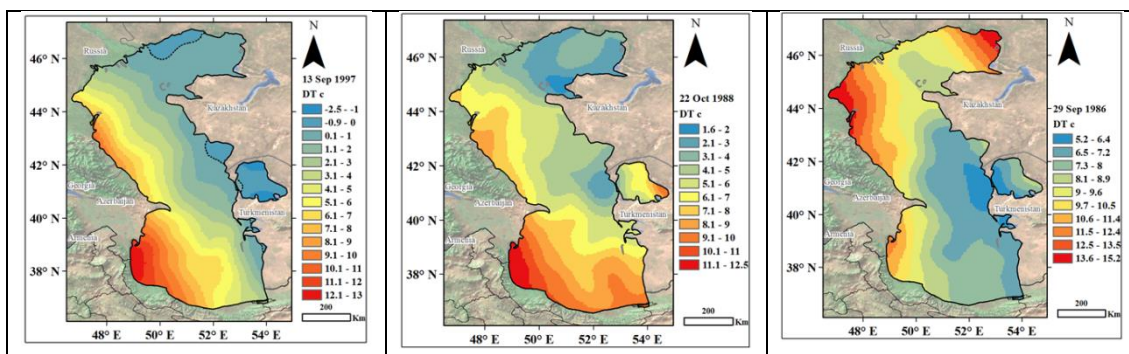 N
46° N
Russia
13 Sep 1997
DT c
-2.5 - -1
-0.9 - 0
0.1 - 1
1.1 - 2
2.1 - 3
3.1 - 4
4.1 - 5
5.1 - 6
6.1 - 7
7.1 - 8
8.1 - 9
9.1 - 10
10.1 - 11
11.1 - 12
12.1 - 13
Kazakhstan
44° N
42° N
Georgia
Azerbaijan
40° N
Turkmenistan
Armenia
38° N
200
Km
48° E
50° E
52° E
54° E
N
46° N
Russia
22 Oct 1988
DT c
1.6 - 2
2.1 - 3
3.1 - 4
4.1 - 5
5.1 - 6
6.1 - 7
7.1 - 8
8.1 - 9
9.1 - 10
10.1 - 11
11.1 - 12.5
Kazakhstan
44° N
42° N
Georgia
Azerbaijan
40° N
Turkmenistan
Armenia
38° N
200
Km
48° E
50° E
52° E
54° E
N
46° N
Russia
29 Sep 1986
DT c
5.2 - 6.4
6.5 - 7.2
7.3 - 8
8.1 - 8.9
9 - 9.6
9.7 - 10.5
10.6 - 11.4
11.5 - 12.4
12.5 - 13.5
13.6 - 15.2
Kazakhstan
44° N
42° N
Georgia
Azerbaijan
40° N
Turkmenistan
Armenia
38° N
200
Km
48° E
50° E
52° E
54° E